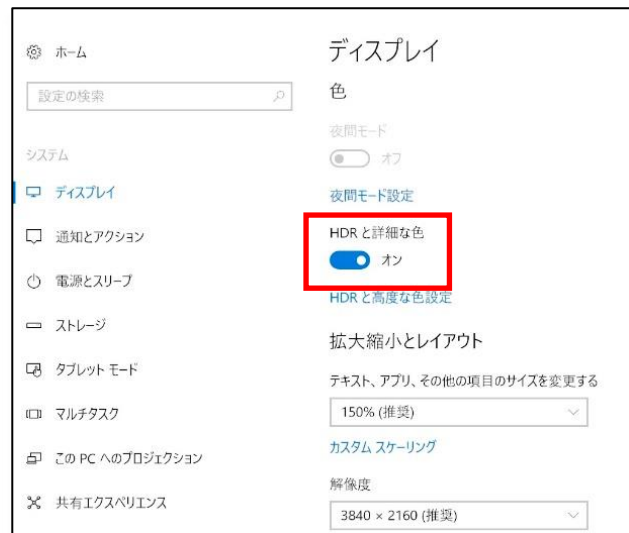 ホーム
設定の検索
システム
ディスプレイ
通知とアクション
電源とスリープ
ストレージ
タブレット モード
マルチタスク
この PC へのプロジェクション
共有エクスペリエンス
ディスプレイ
色
夜間モード
オフ
夜間モード設定
HDR と詳細な色
オン
HDR と高度な色設定
拡大縮小とレイアウト
テキスト、アプリ、その他の項目のサイズを変更する
150% (推奨)
カスタム スケーリング
解像度
3840 × 2160 (推奨)